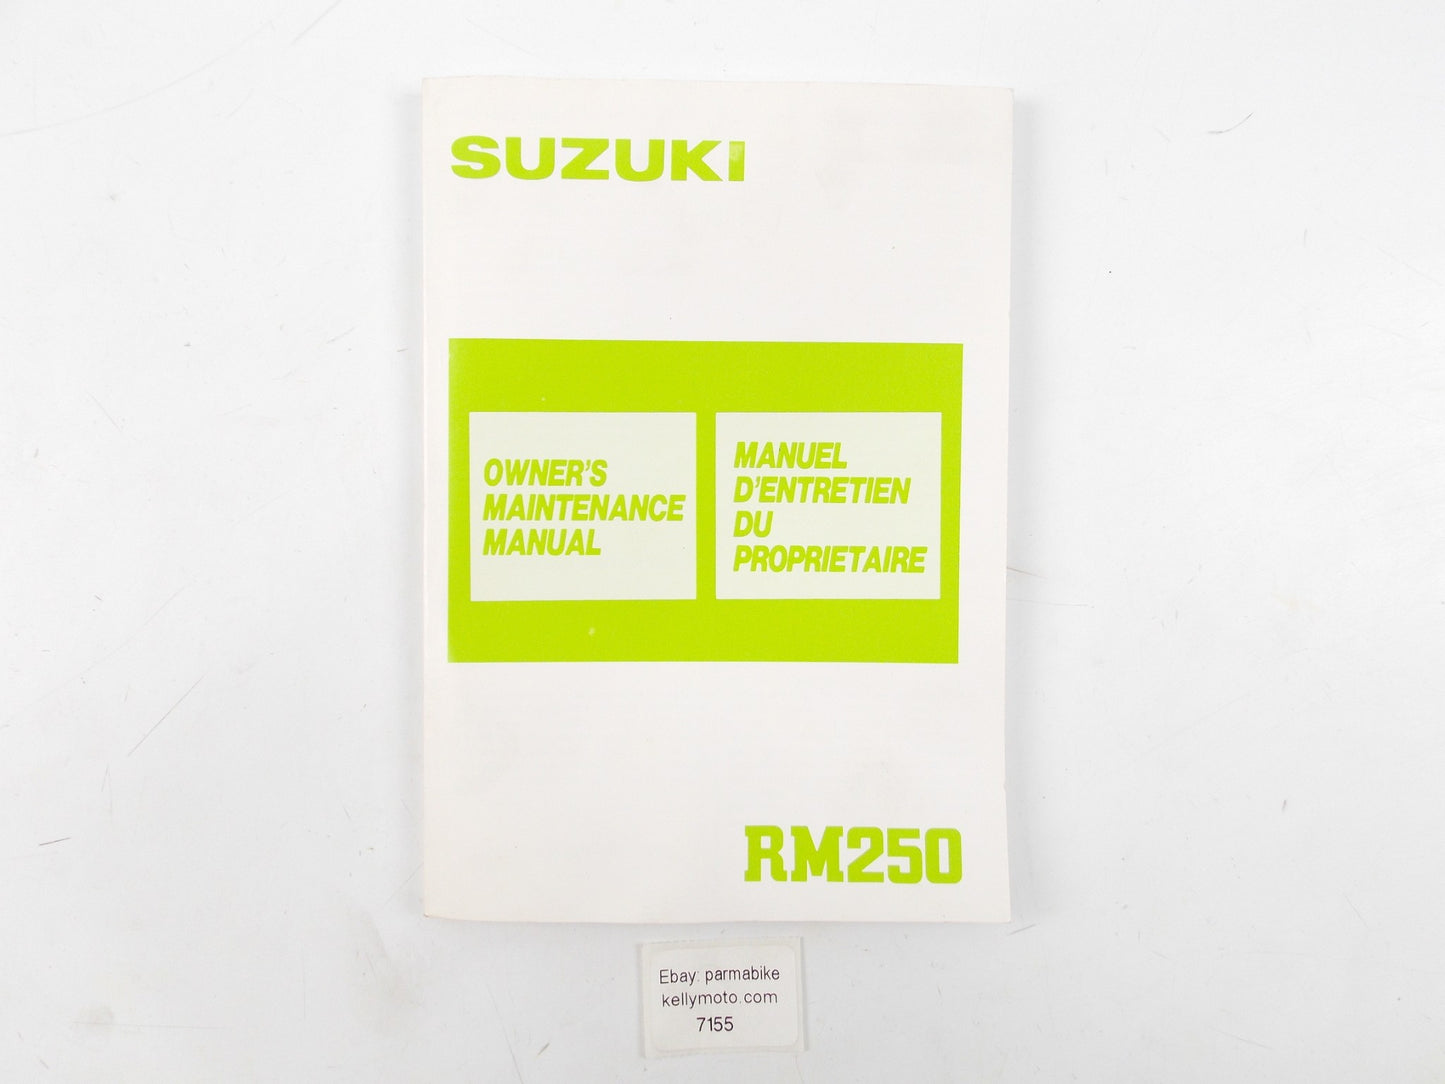 SUZUKI
OWNER'S
MAINTENANCE
MANUAL
MANUEL
D'ENTRETIEN
DU
PROPRIETAIRE
RM250
Ebay: parmabike
kellymoto.com
7155